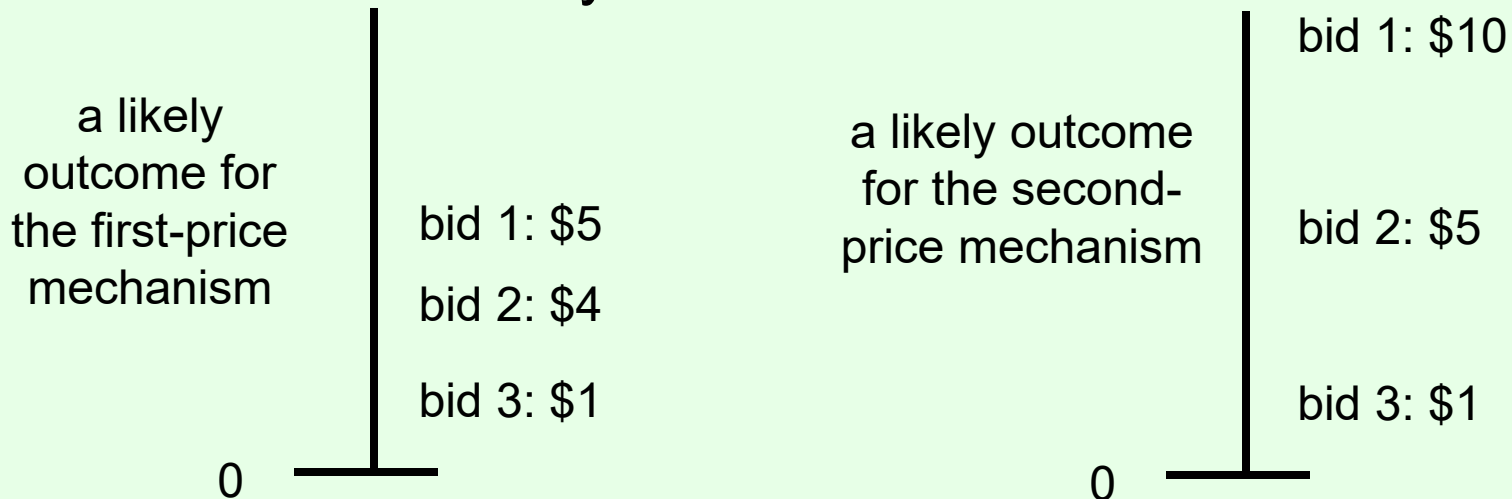 a likely
outcome for
the first-price
mechanism
bid 1: $5
bid 2: $4
bid 3: $1
0
a likely outcome
for the second-
price mechanism
bid 1: $10
bid 2: $5
bid 3: $1
0